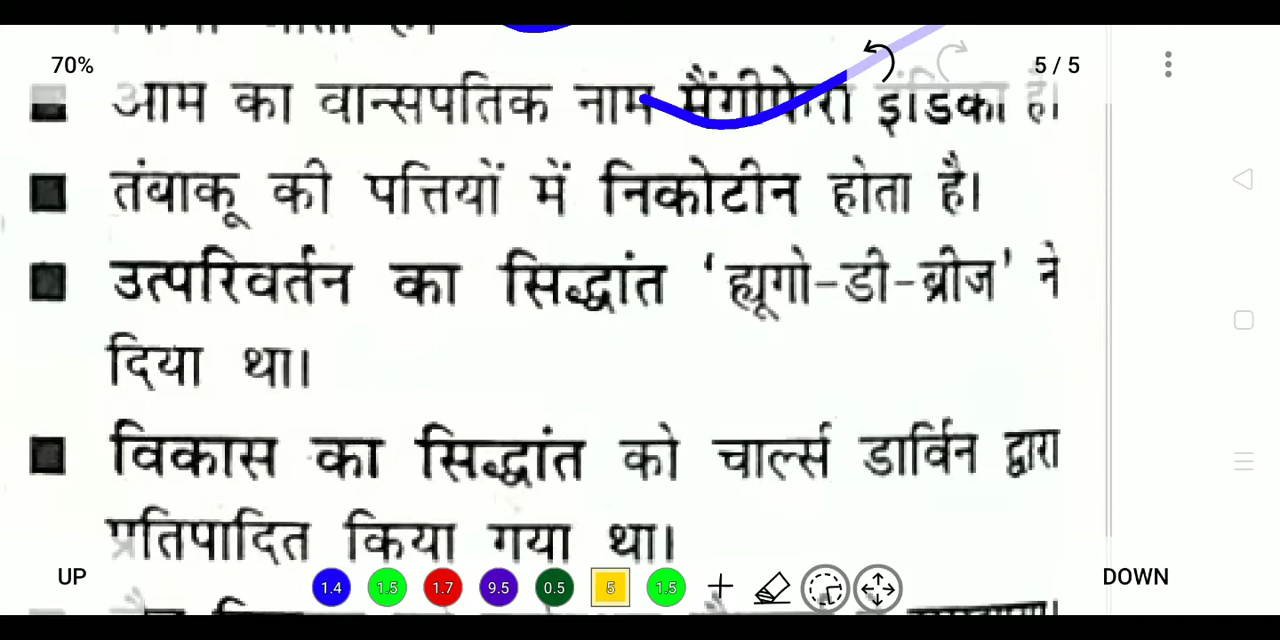 70%
5 / 5
■ आम का वान्सपतिक नाम मैंगीफेरा इंडिका है।
■ तंबाकू की पत्तियों में निकोटीन होता है।
■ उत्परिवर्तन का सिद्धांत ‘ह्यूगो-डी-ब्रीज’ ने
दिया था।
■ विकास का सिद्धांत को चार्ल्स डार्विन द्वारा
प्रतिपादित किया गया था।
UP 1.4 1.5 1.7 9.5 0.5 5 1.5 DOWN